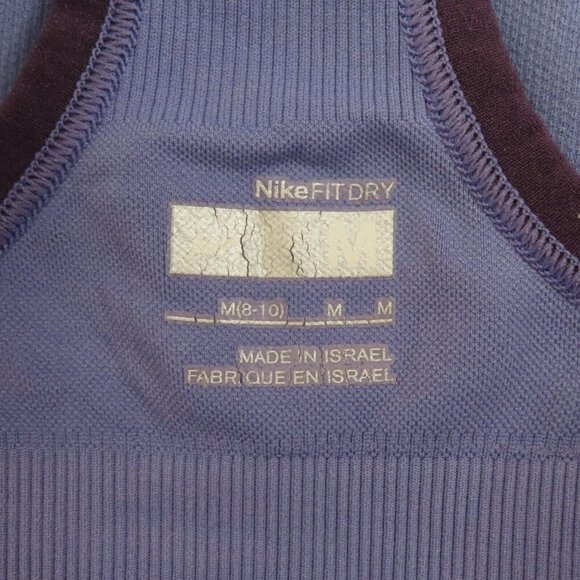 NikeFITDRY
M
M(8-10) M M
MADE IN ISRAEL
FABRIQUE EN ISRAEL